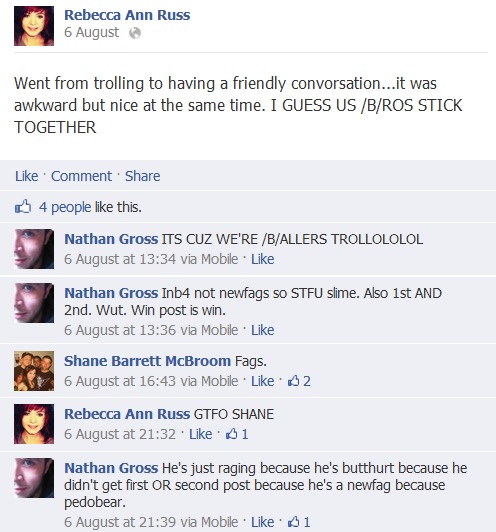 Rebecca Ann Russ
6 August
Went from trolling to having a friendly convorsation...it was
awkward but nice at the same time. I GUESS US /B/ROS STICK
TOGETHER
Like · Comment · Share
4 people like this.
Nathan Gross ITS CUZ WE'RE /B/ALLERS TROLLOLOLOL
6 August at 13:34 via Mobile · Like
Nathan Gross Inb4 not newfags so STFU slime. Also 1st AND
2nd. Wut. Win post is win.
6 August at 13:36 via Mobile · Like
Shane Barrett McBroom Fags.
6 August at 16:43 via Mobile · Like · 2
Rebecca Ann Russ GTFO SHANE
6 August at 21:32 · Like · 1
Nathan Gross He's just raging because he's butthurt because he
didn't get first OR second post because he's a newfag because
pedobear.
6 August at 21:39 via Mobile · Like · 1